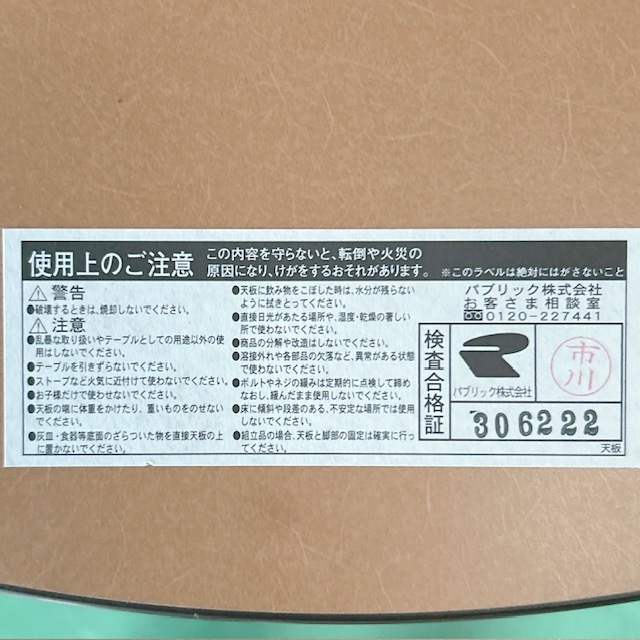 使用上のご注意
この内容を守らないと、転倒や火災の
原因になり、けがをするおそれがあります。
※このラベルは絶対にはがさないこと
⚠警告
●破壊するときは、焼却しないでください。
⚠注意
●乱暴な取り扱いやテーブルとしての用途以外の使
用はしないでください。
●テーブルを引きずらないでください。
●ストーブなど火気に近付けて使わないでください。
●お子様だけで使わせないでください。
●天板の端に体重をかけたり、重いものをのせない
でください。
●灰皿・食器等底面のざらついた物を直接天板の上
に置かないでください。
●天板に飲み物をこぼした時は、水分が残らない
ように拭きとってください。
●直接日光があたる場所や、湿度・乾燥の著しい
所で使わないでください。
●商品の分解や改造はしないでください。
●溶接外れや各部品の欠落など、異常がある状態
で使わないでください。
●ボルトやネジの緩みは定期的に点検して締め
なおし、緩んだまま使用しないでください。
●床に傾斜や段差のある、不安定な場所では使用
しないでください。
●組立品の場合、天板と脚部の固定は確実に行っ
てください。
パブリック株式会社
お客さま相談室
0120-227441
検査合格証
パブリック株式会社
市川
306222
天板